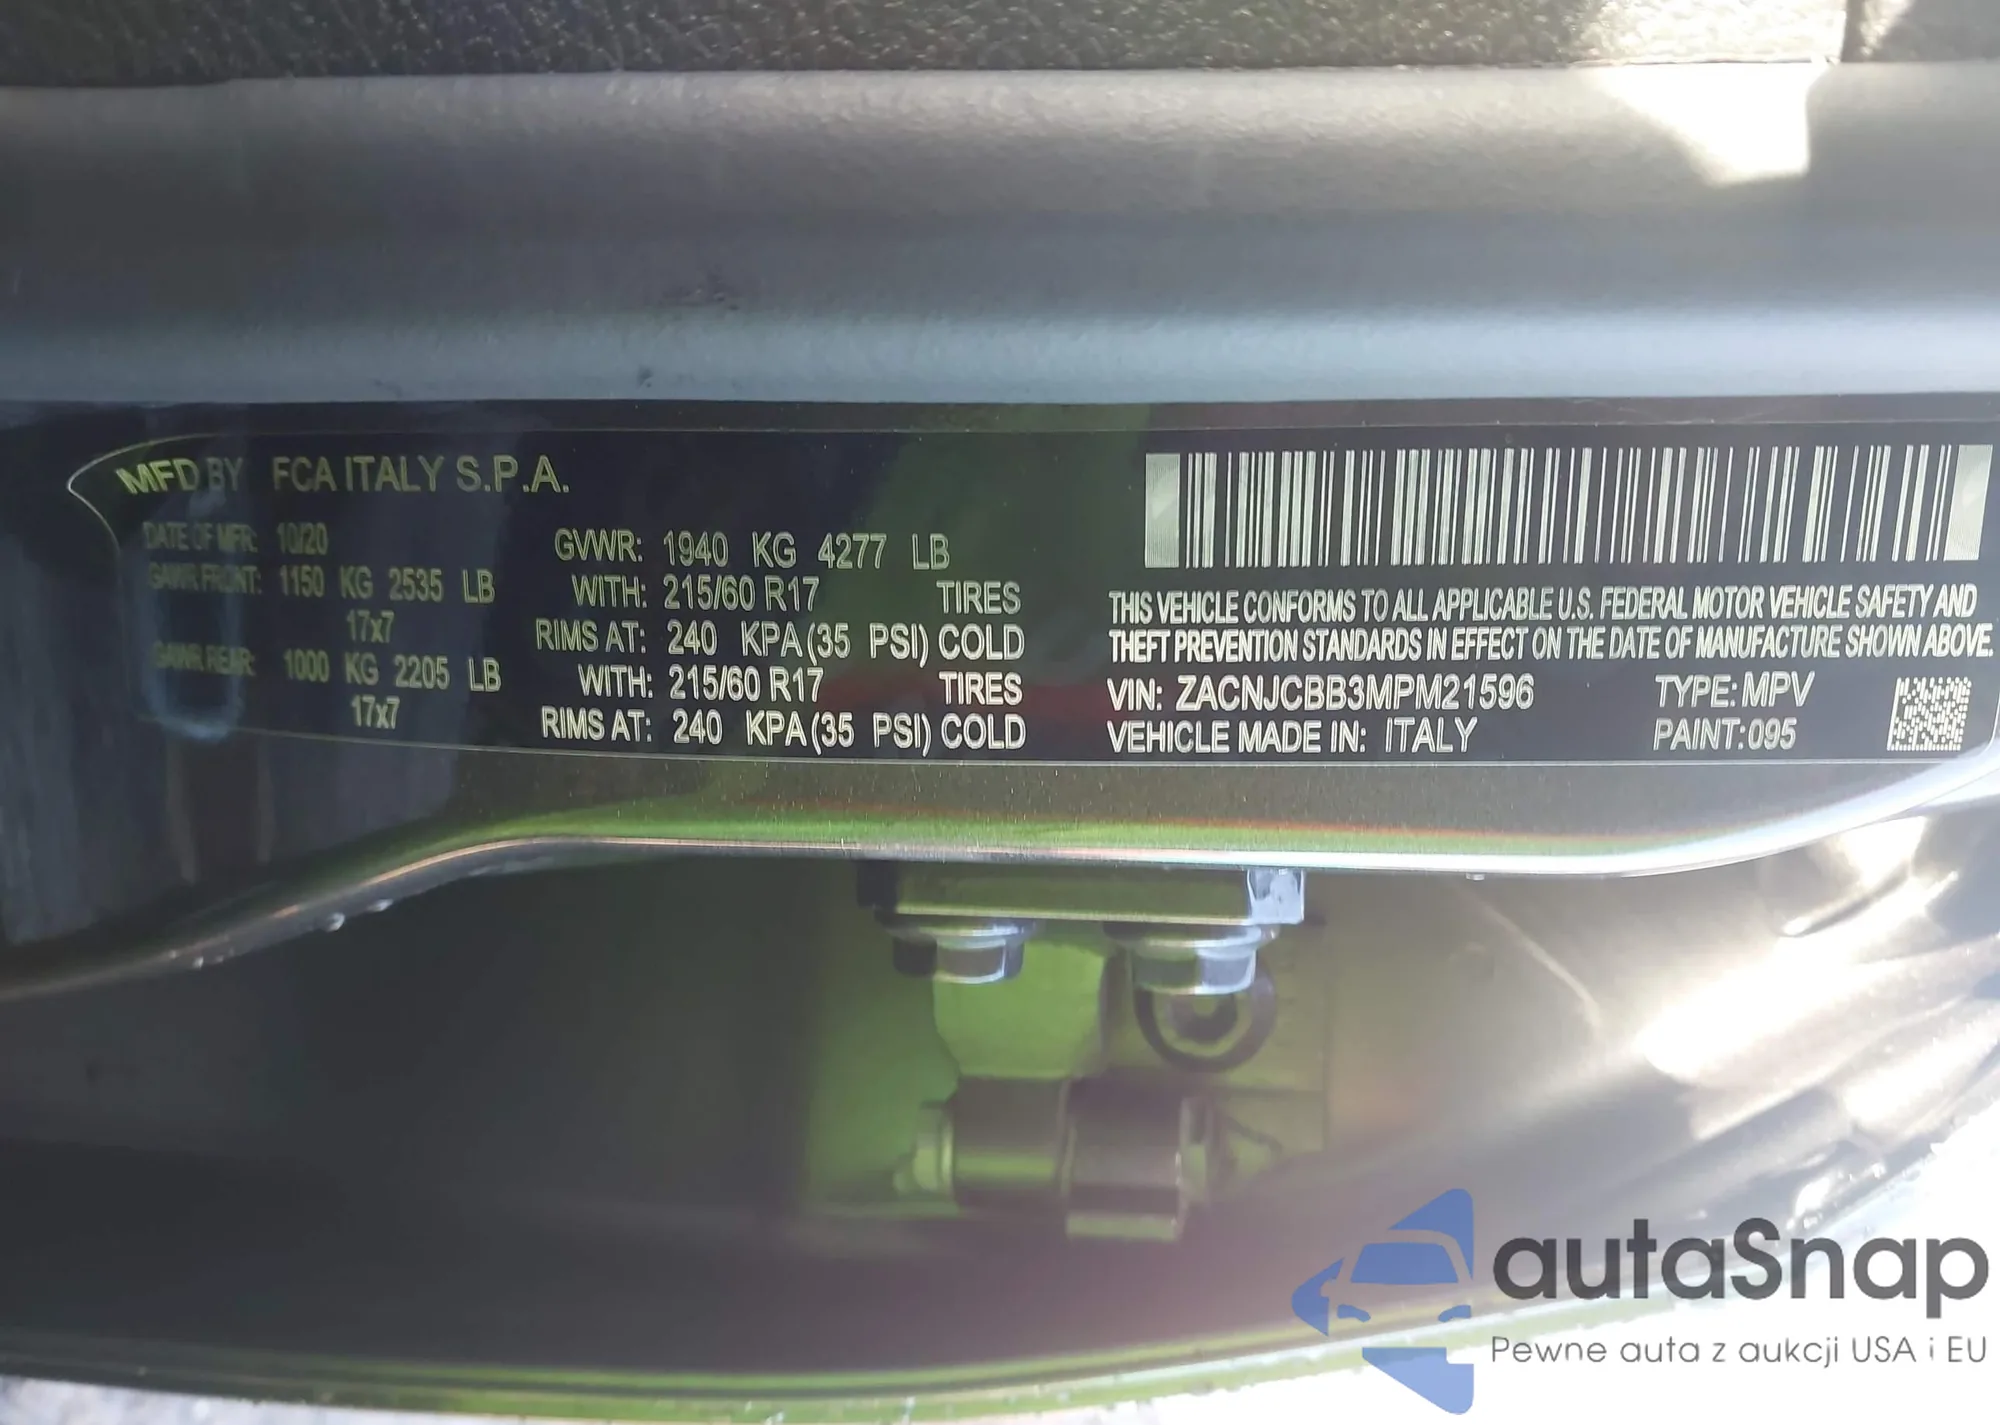 MFD BY FCA ITALY S.P.A.
DATE OF MFR: 10/20
GAWR FRONT: 1150 KG 2535 LB
17x7
GAWR REAR: 1000 KG 2205 LB
17x7
GVWR: 1940 KG 4277 LB
WITH: 215/60 R17 TIRES
RIMS AT: 240 KPA(35 PSI) COLD
WITH: 215/60 R17 TIRES
RIMS AT: 240 KPA(35 PSI) COLD
THIS VEHICLE CONFORMS TO ALL APPLICABLE U.S. FEDERAL MOTOR VEHICLE SAFETY AND
THEFT PREVENTION STANDARDS IN EFFECT ON THE DATE OF MANUFACTURE SHOWN ABOVE.
VIN: ZACNJCBB3MPM21596 TYPE: MPV
VEHICLE MADE IN: ITALY PAINT: 095
autaSnap
Pewne auta z aukcji USA i EU